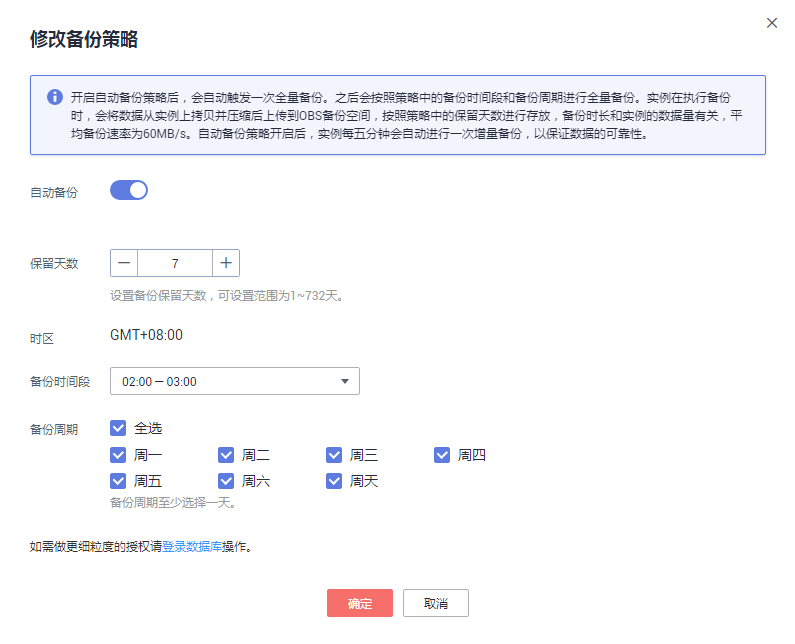 修改备份策略
开启自动备份策略后，会自动触发一次全量备份。之后会按照策略中的备份时间段和备份周期进行全量备份。实例在执行备份
时，会将数据从实例上拷贝并压缩后上传到OBS备份空间，按照策略中的保留天数进行存放，备份时长和实例的数据量有关，平
均备份速率为60MB/s。自动备份策略开启后，实例每五分钟会自动进行一次增量备份，以保证数据的可靠性。
自动备份
保留天数 7
设置备份保留天数，可设置范围为1~732天。
时区 GMT+08:00
备份时间段 02:00 — 03:00
备份周期 全选
周一 周二 周三 周四
周五 周六 周天
备份周期至少选择一天。
如需做更细粒度的授权请登录数据库操作。
确定 取消